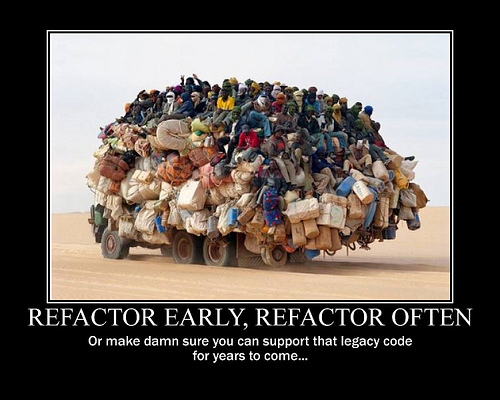 REFACTOR EARLY, REFACTOR OFTEN
Or make damn sure you can support that legacy code
for years to come...